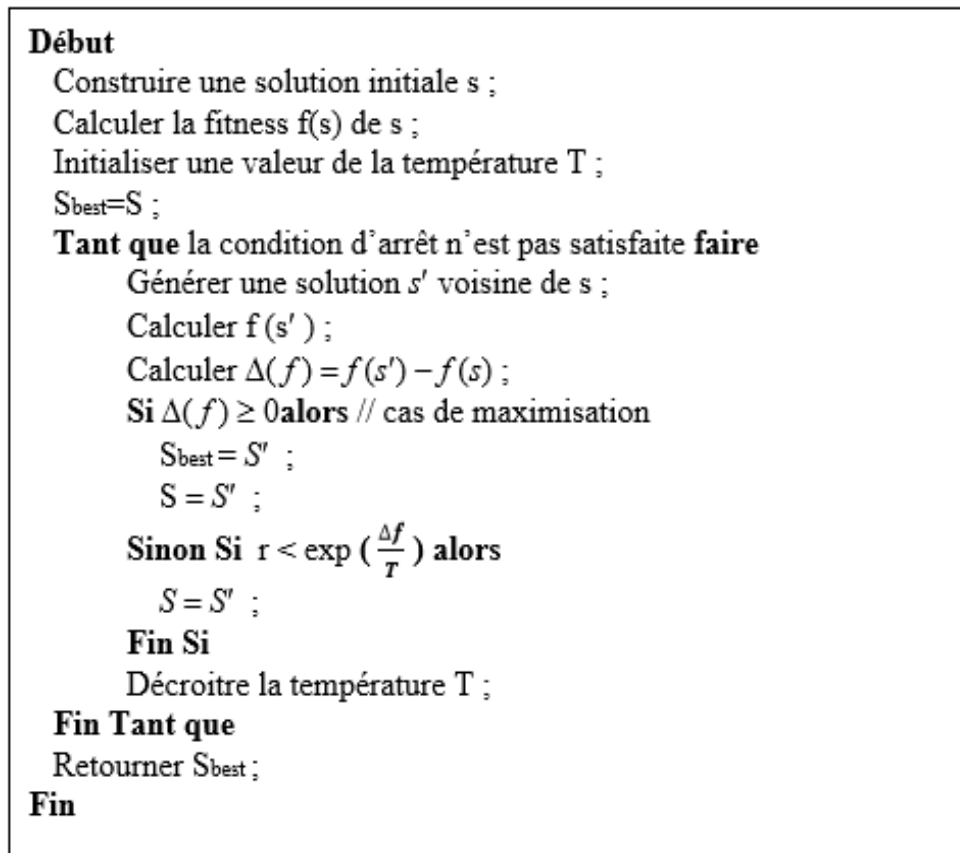 Début
Construire une solution initiale s ;
Calculer la fitness f(s) de s ;
Initialiser une valeur de la température T ;
Sbest=S ;
Tant que la condition d'arrêt n'est pas satisfaite faire
Générer une solution s′ voisine de s ;
Calculer f (s′ ) ;
Calculer Δ(f) = f(s′) − f(s) ;
Si Δ(f) ≥ 0alors // cas de maximisation
Sbest = S′ ;
S = S′ ;
Sinon Si r < exp (Δf/T) alors
S = S′ ;
Fin Si
Décroitre la température T ;
Fin Tant que
Retourner Sbest ;
Fin